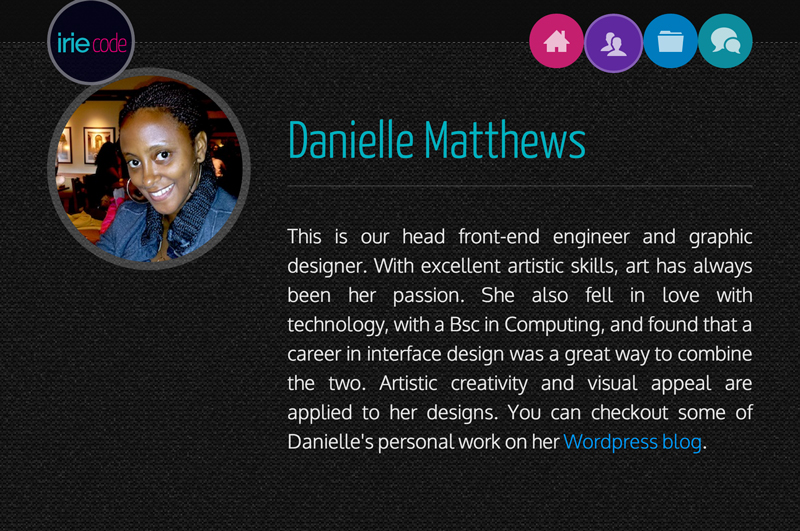 irie code
Danielle Matthews
This is our head front-end engineer and graphic
designer. With excellent artistic skills, art has always
been her passion. She also fell in love with
technology, with a Bsc in Computing, and found that a
career in interface design was a great way to combine
the two. Artistic creativity and visual appeal are
applied to her designs. You can checkout some of
Danielle's personal work on her Wordpress blog.